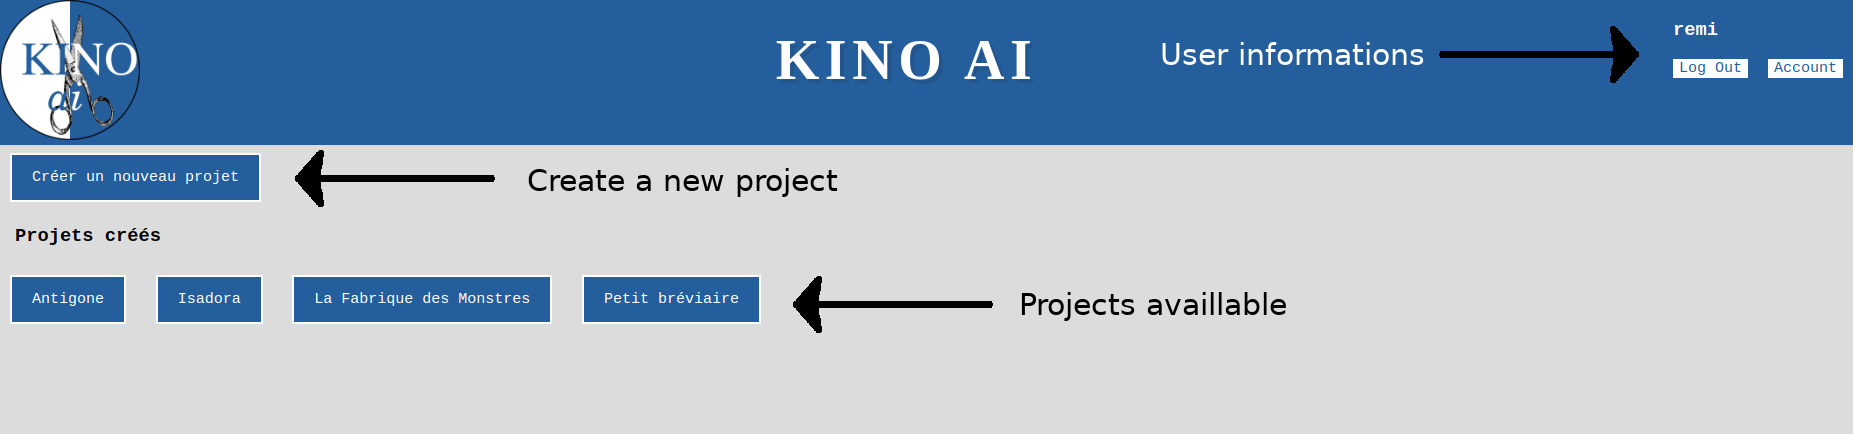 KINO
ai
KINO AI
User informations
remi
Log Out Account
Créer un nouveau projet
Create a new project
Projets créés
Antigone Isadora La Fabrique des Monstres Petit bréviaire
Projects availlable